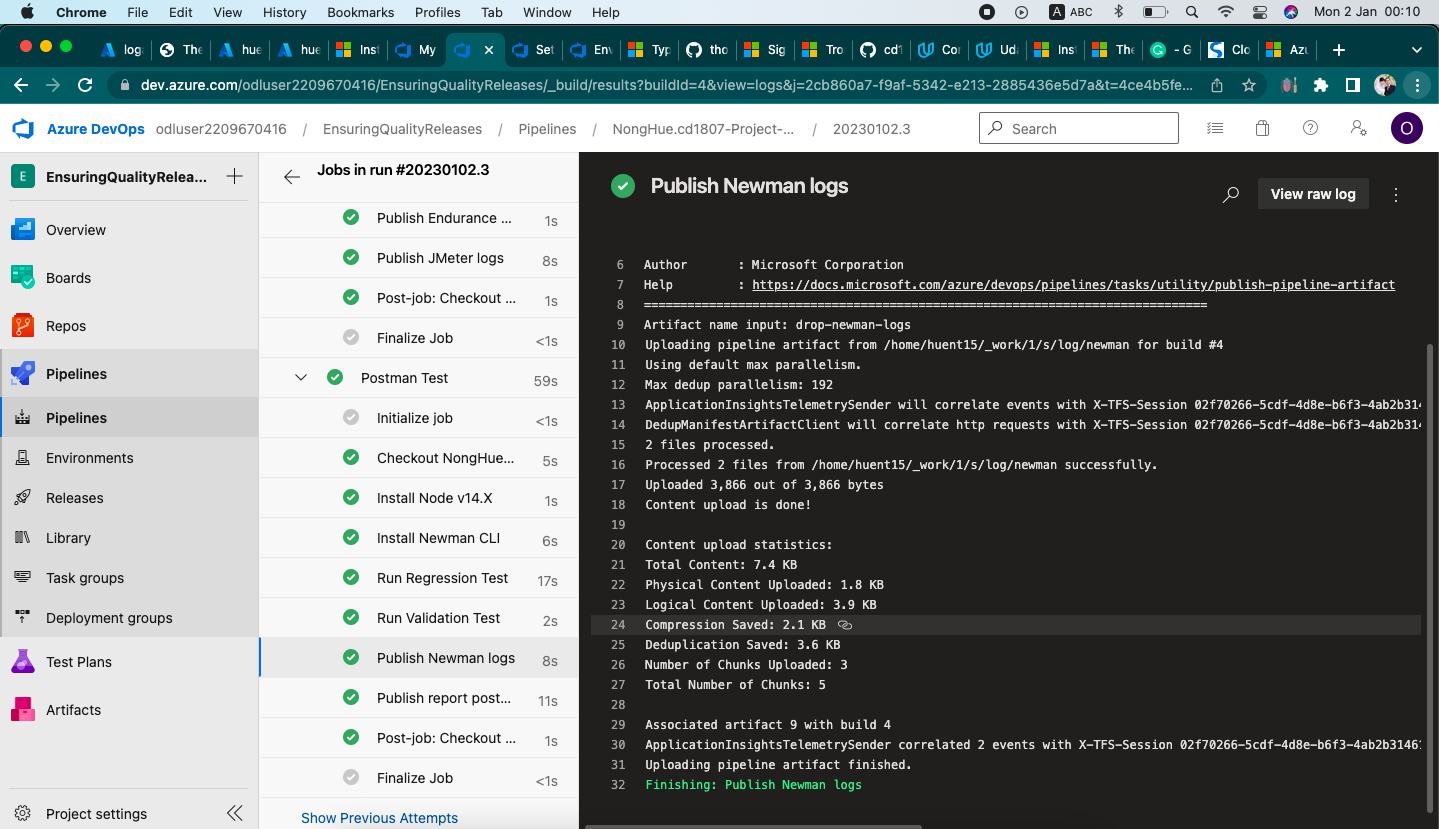 Chrome File Edit View History Bookmarks Profiles Tab Window Help A ABC Mon 2 Jan 00:10
log The hue hue Inst My Set Env Typ tho Sig Tro cd1 Cor Uda Inst The - G Clo Azu
dev.azure.com/odluser2209670416/EnsuringQualityReleases/_build/results?buildId=4&view=logs&j=2cb860a7-f9af-5342-e213-2885436e5d7a&t=4ce4b5fe...
Azure DevOps odluser2209670416 / EnsuringQualityReleases / Pipelines / NongHue.cd1807-Project-... / 20230102.3 Search O
E EnsuringQualityRelea...
Overview
Boards
Repos
Pipelines
Pipelines
Environments
Releases
Library
Task groups
Deployment groups
Test Plans
Artifacts
Project settings
Jobs in run #20230102.3
Publish Endurance ... 1s
Publish JMeter logs 8s
Post-job: Checkout ... 1s
Finalize Job <1s
Postman Test 59s
Initialize job <1s
Checkout NongHue... 5s
Install Node v14.X 1s
Install Newman CLI 6s
Run Regression Test 17s
Run Validation Test 2s
Publish Newman logs 8s
Publish report post... 11s
Post-job: Checkout ... 1s
Finalize Job <1s
Show Previous Attempts
Publish Newman logs
View raw log
6 Author : Microsoft Corporation
7 Help : https://docs.microsoft.com/azure/devops/pipelines/tasks/utility/publish-pipeline-artifact
8 ==============================================================================
9 Artifact name input: drop-newman-logs
10 Uploading pipeline artifact from /home/huent15/_work/1/s/log/newman for build #4
11 Using default max parallelism.
12 Max dedup parallelism: 192
13 ApplicationInsightsTelemetrySender will correlate events with X-TFS-Session 02f70266-5cdf-4d8e-b6f3-4ab2b314
14 DedupManifestArtifactClient will correlate http requests with X-TFS-Session 02f70266-5cdf-4d8e-b6f3-4ab2b314
15 2 files processed.
16 Processed 2 files from /home/huent15/_work/1/s/log/newman successfully.
17 Uploaded 3,866 out of 3,866 bytes
18 Content upload is done!
19
20 Content upload statistics:
21 Total Content: 7.4 KB
22 Physical Content Uploaded: 1.8 KB
23 Logical Content Uploaded: 3.9 KB
24 Compression Saved: 2.1 KB
25 Deduplication Saved: 3.6 KB
26 Number of Chunks Uploaded: 3
27 Total Number of Chunks: 5
28
29 Associated artifact 9 with build 4
30 ApplicationInsightsTelemetrySender correlated 2 events with X-TFS-Session 02f70266-5cdf-4d8e-b6f3-4ab2b31461
31 Uploading pipeline artifact finished.
32 Finishing: Publish Newman logs